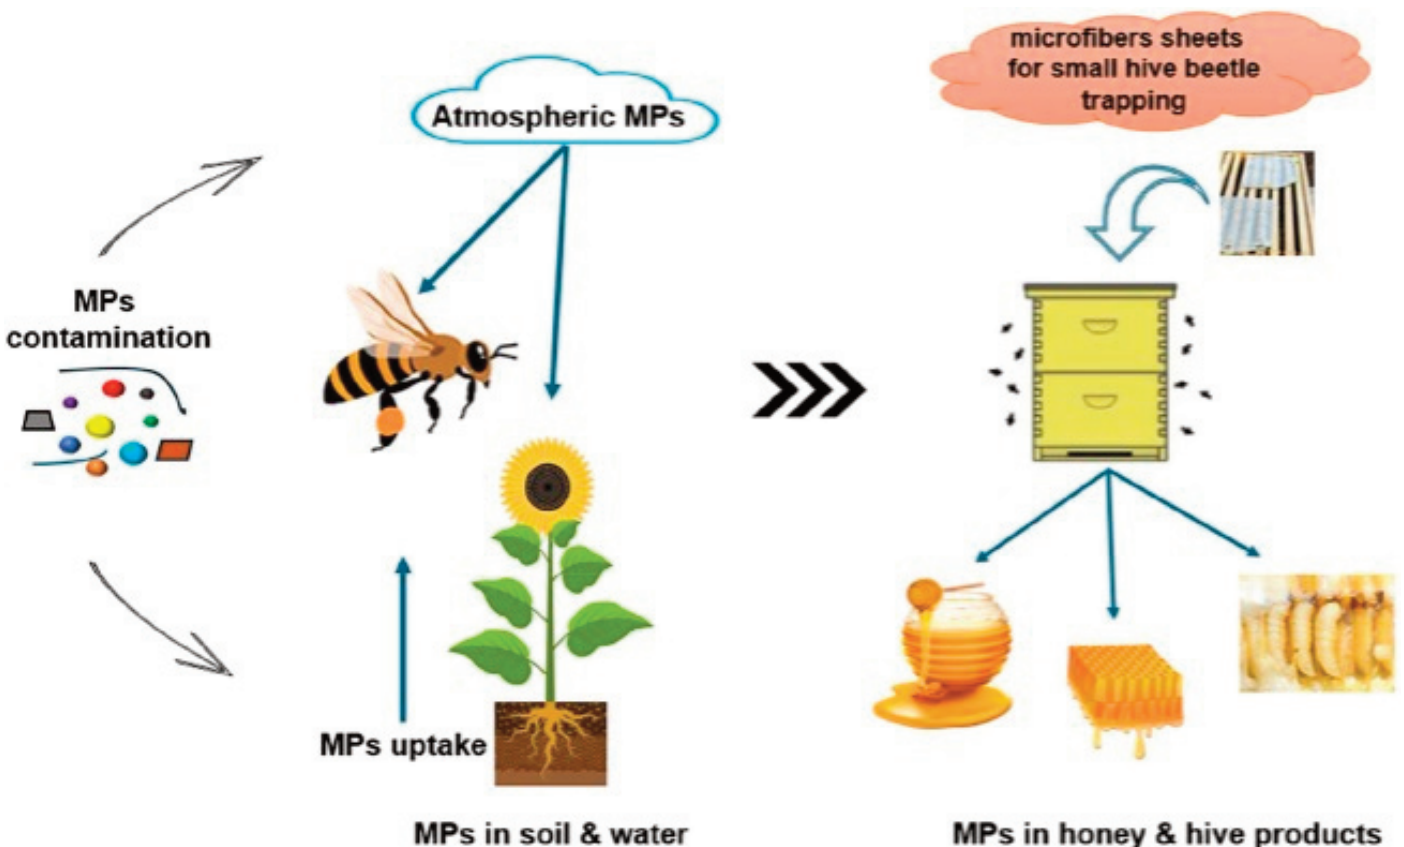 Atmospheric MPs
microfibers sheets
for small hive beetle
trapping
MPs
contamination
MPs uptake
MPs in soil & water
MPs in honey & hive products